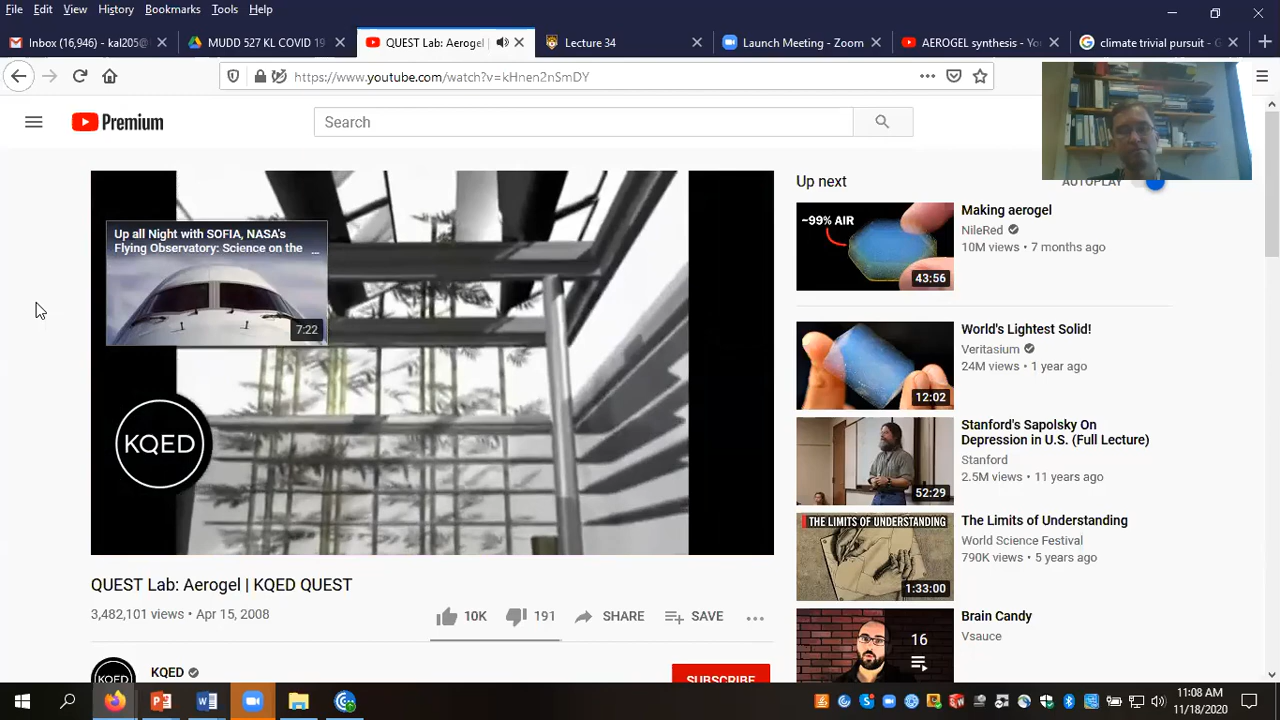 File Edit View History Bookmarks Tools Help
Inbox (16,946) - kal205@
MUDD 527 KL COVID 19
QUEST Lab: Aerogel |
Lecture 34
Launch Meeting - Zoom
AEROGEL synthesis - Yo
climate trivial pursuit - G
https://www.youtube.com/watch?v=kHnen2nSmDY
Premium
Search
Up next
AUTOPLAY
Up all Night with SOFIA, NASA's
Flying Observatory: Science on the ...
7:22
KQED
~99% AIR
43:56
Making aerogel
NileRed
10M views • 7 months ago
12:02
World's Lightest Solid!
Veritasium
24M views • 1 year ago
52:29
Stanford's Sapolsky On
Depression in U.S. (Full Lecture)
Stanford
2.5M views • 11 years ago
THE LIMITS OF UNDERSTANDING
1:33:00
The Limits of Understanding
World Science Festival
790K views • 5 years ago
16
Brain Candy
Vsauce
QUEST Lab: Aerogel | KQED QUEST
3,482,101 views • Apr 15, 2008
10K 191 SHARE SAVE
KQED
SUBSCRIBE
11:08 AM
11/18/2020